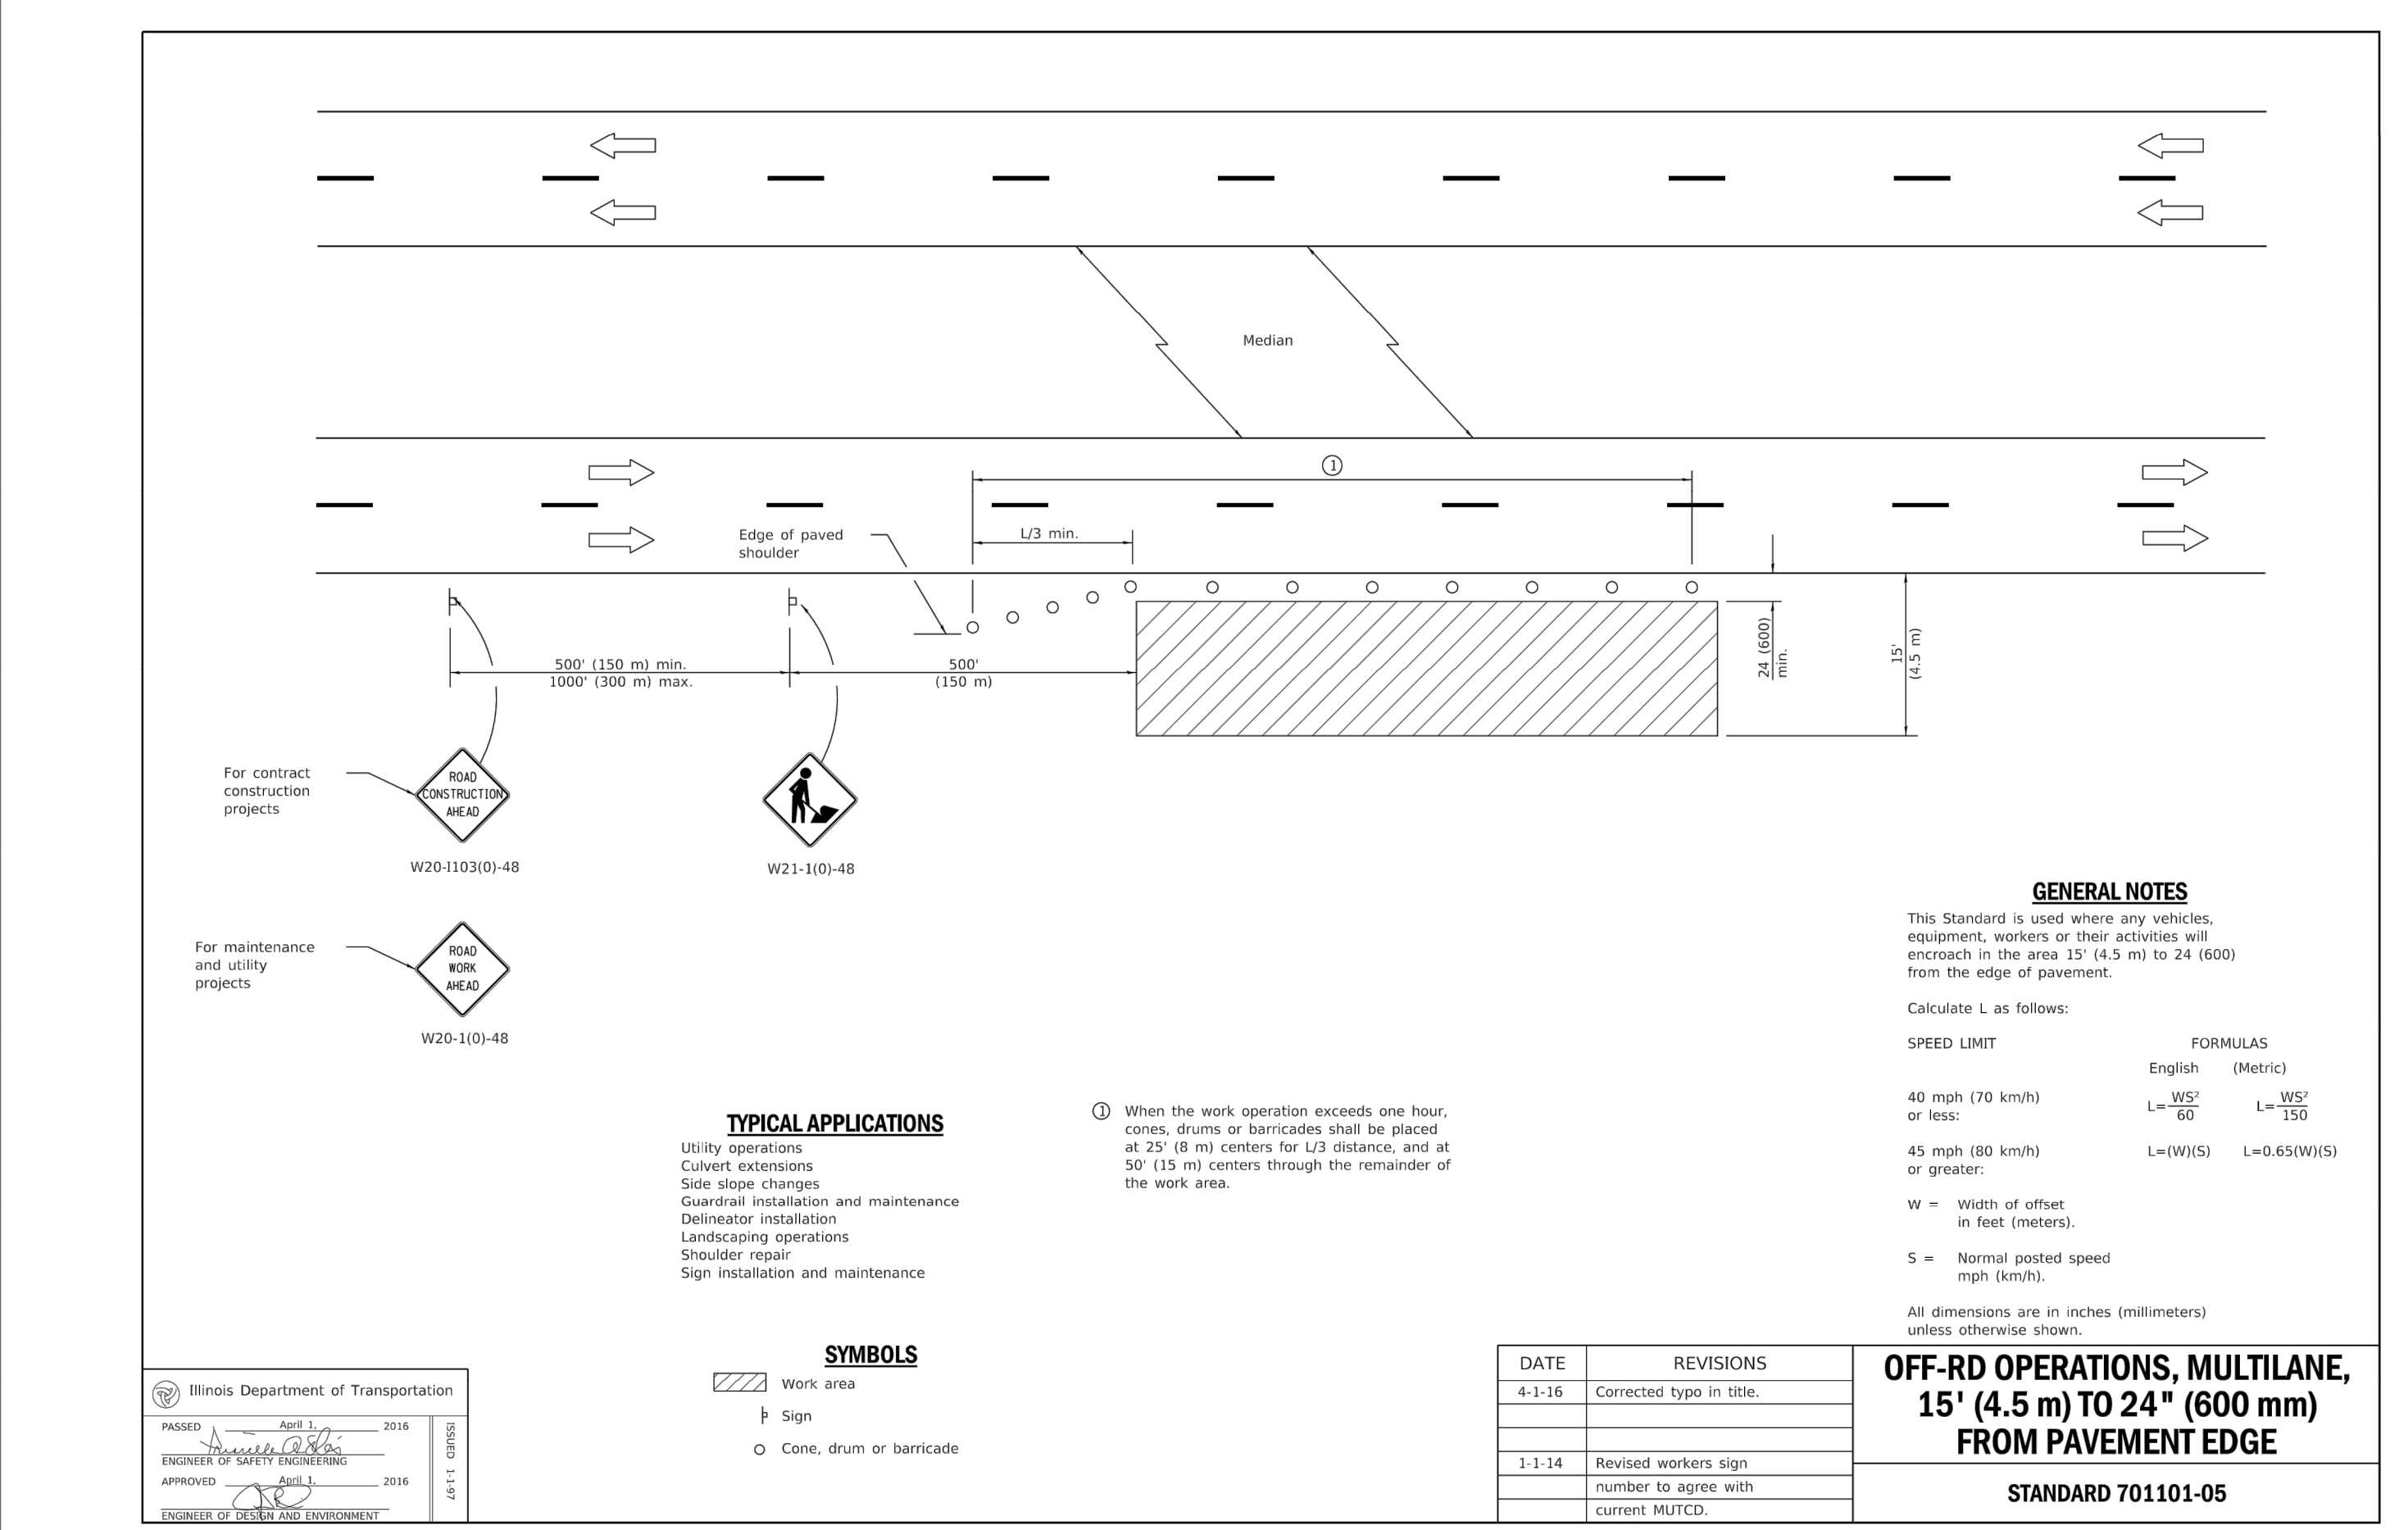 Median
1
L/3 min.
Edge of paved
shoulder
500' (150 m) min.
1000' (300 m) max.
500'
(150 m)
24 (600)
min.
15'
(4.5 m)
For contract
construction
projects
ROAD
CONSTRUCTION
AHEAD
W20-I103(0)-48
W21-1(0)-48
For maintenance
and utility
projects
ROAD
WORK
AHEAD
W20-1(0)-48
GENERAL NOTES
This Standard is used where any vehicles,
equipment, workers or their activities will
encroach in the area 15' (4.5 m) to 24 (600)
from the edge of pavement.
Calculate L as follows:
SPEED LIMIT FORMULAS
English (Metric)
40 mph (70 km/h)
or less:
L=WS²/60 L=WS²/150
45 mph (80 km/h)
or greater:
L=(W)(S) L=0.65(W)(S)
W = Width of offset
in feet (meters).
S = Normal posted speed
mph (km/h).
All dimensions are in inches (millimeters)
unless otherwise shown.
TYPICAL APPLICATIONS
Utility operations
Culvert extensions
Side slope changes
Guardrail installation and maintenance
Delineator installation
Landscaping operations
Shoulder repair
Sign installation and maintenance
1 When the work operation exceeds one hour,
cones, drums or barricades shall be placed
at 25' (8 m) centers for L/3 distance, and at
50' (15 m) centers through the remainder of
the work area.
SYMBOLS
Work area
Sign
Cone, drum or barricade
Illinois Department of Transportation
PASSED April 1, 2016
ENGINEER OF SAFETY ENGINEERING
APPROVED April 1, 2016
ENGINEER OF DESIGN AND ENVIRONMENT
ISSUED 1-1-97
DATE REVISIONS
4-1-16 Corrected typo in title.
1-1-14 Revised workers sign
number to agree with
current MUTCD.
OFF-RD OPERATIONS, MULTILANE,
15' (4.5 m) TO 24" (600 mm)
FROM PAVEMENT EDGE
STANDARD 701101-05